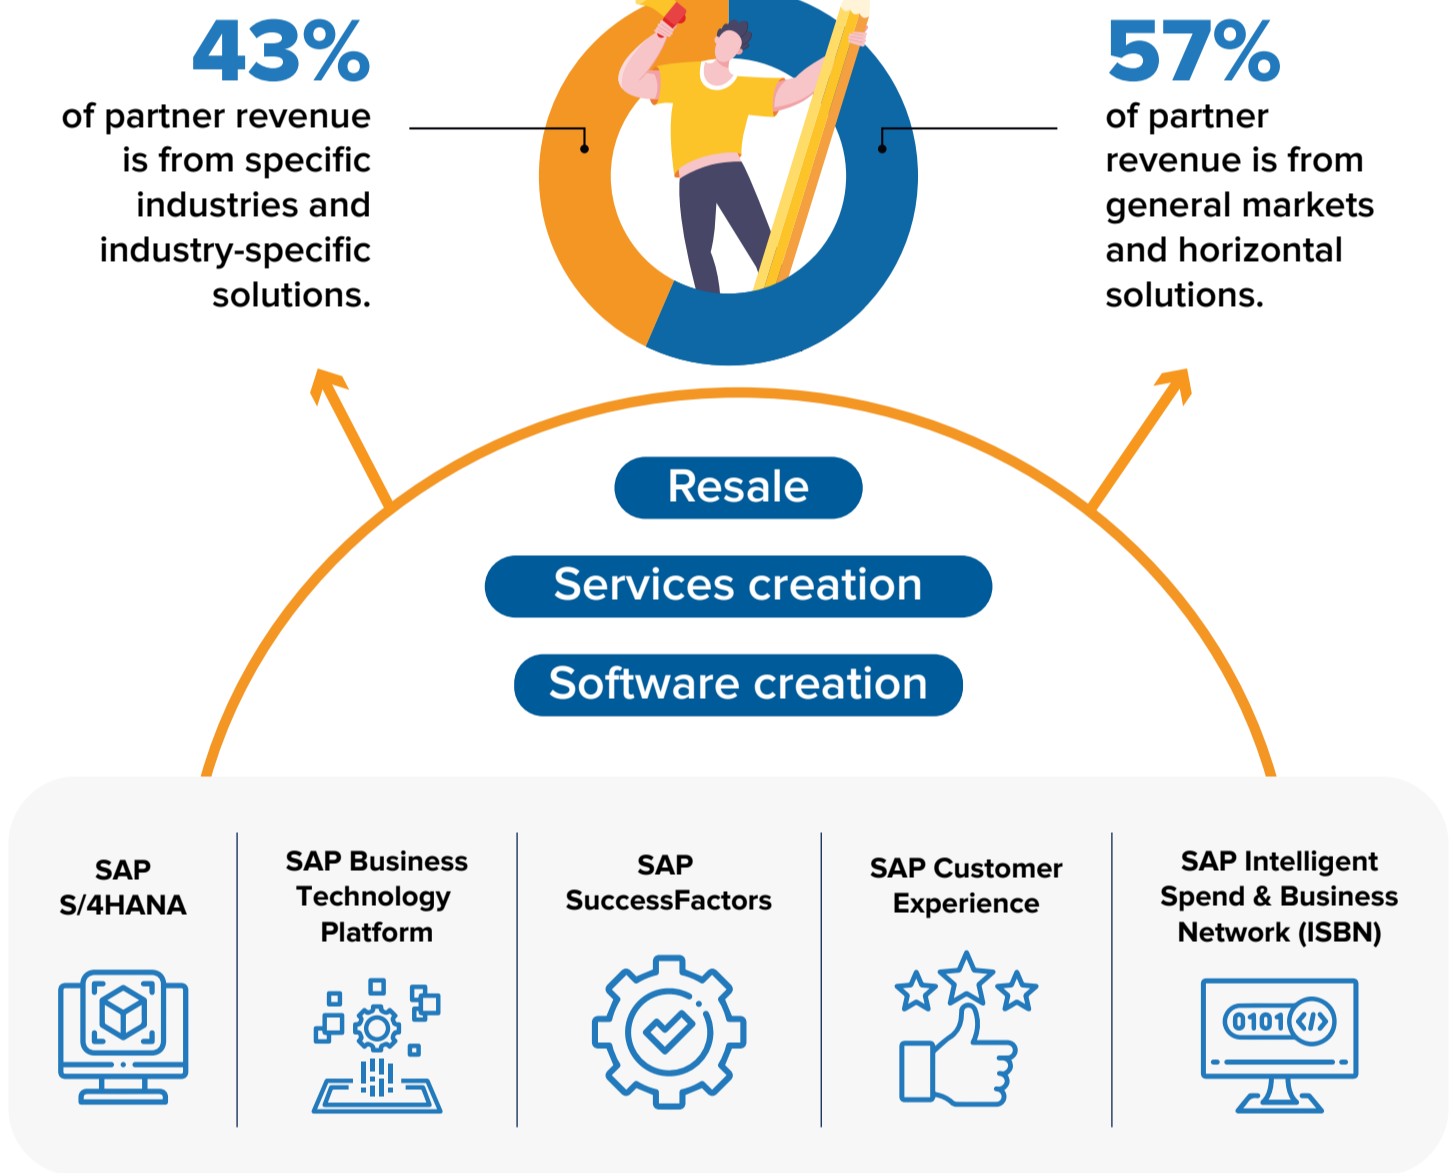 43%
of partner revenue
is from specific
industries and
industry-specific
solutions.
57%
of partner
revenue is from
general markets
and horizontal
solutions.
Resale
Services creation
Software creation
SAP
S/4HANA
SAP Business
Technology
Platform
SAP
SuccessFactors
SAP Customer
Experience
SAP Intelligent
Spend & Business
Network (ISBN)
0101 </>